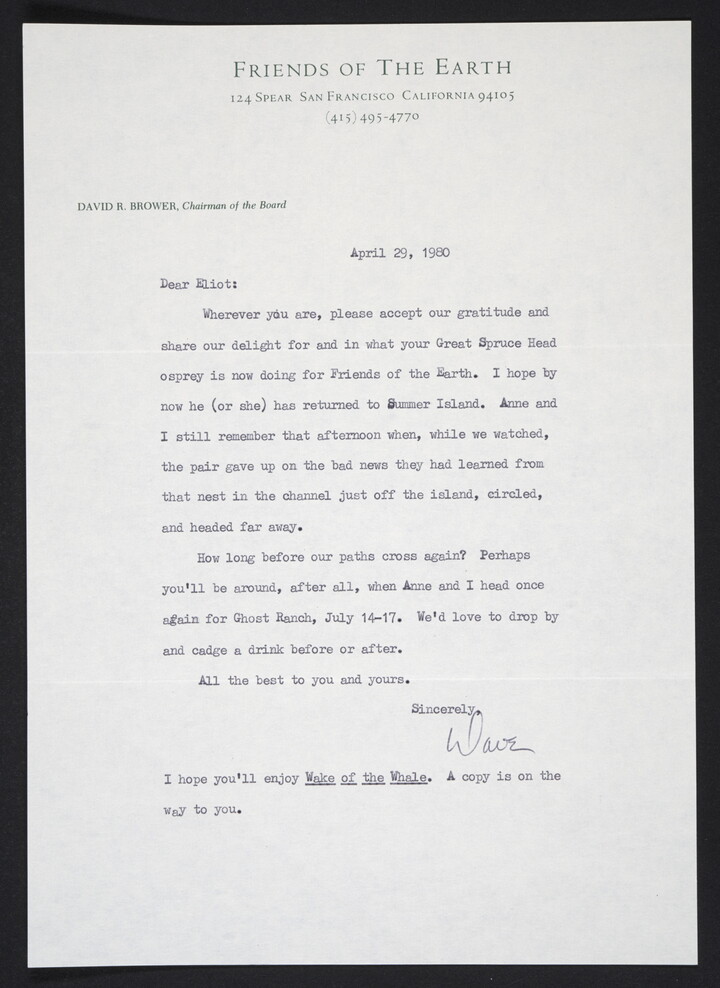 FRIENDS OF THE EARTH
124 SPEAR SAN FRANCISCO CALIFORNIA 94105
(415) 495-4770
DAVID R. BROWER, Chairman of the Board
April 29, 1980
Dear Eliot:
Wherever you are, please accept our gratitude and
share our delight for and in what your Great Spruce Head
osprey is now doing for Friends of the Earth. I hope by
now he (or she) has returned to Summer Island. Anne and
I still remember that afternoon when, while we watched,
the pair gave up on the bad news they had learned from
that nest in the channel just off the island, circled,
and headed far away.
How long before our paths cross again? Perhaps
you'll be around, after all, when Anne and I head once
again for Ghost Ranch, July 14-17. We'd love to drop by
and cadge a drink before or after.
All the best to you and yours.
Sincerely,
Dave
I hope you'll enjoy Wake of the Whale. A copy is on the
way to you.